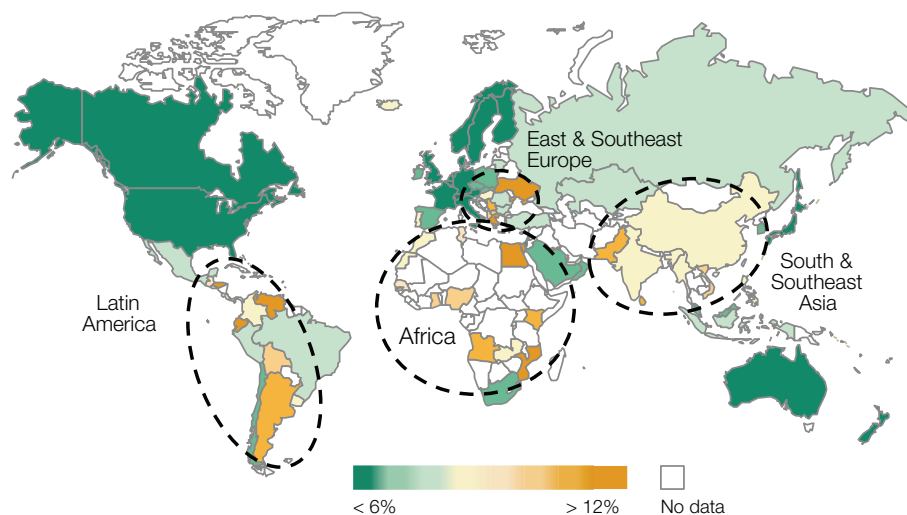 East & Southeast
Europe
Latin
America
Africa
South &
Southeast
Asia
< 6%
> 12%
No data